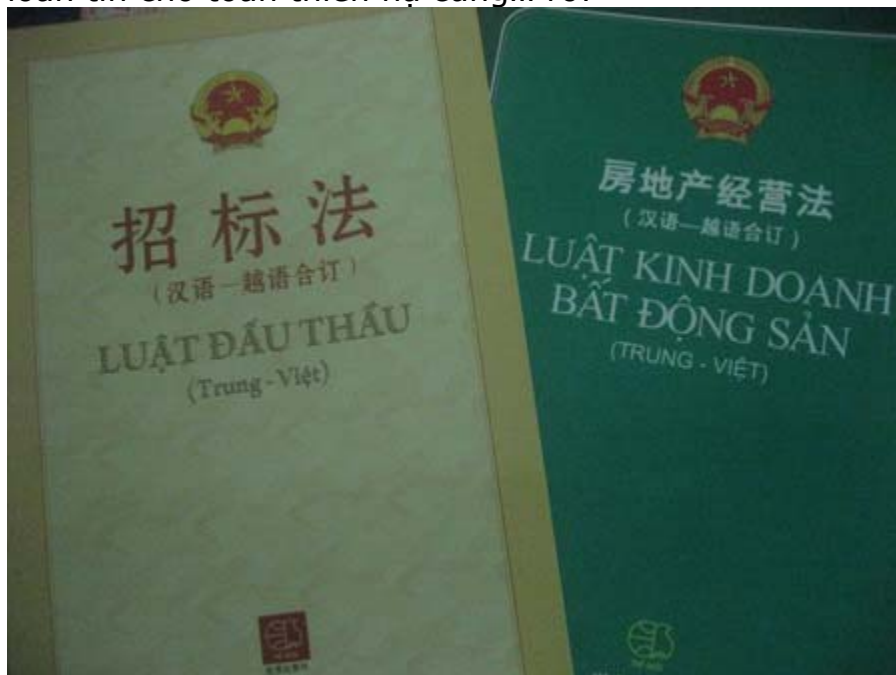 招标法
(汉语—越语合订)
LUẬT ĐẤU THẦU
(Trung - Việt)
房地产经营法
(汉语—越语合订)
LUẬT KINH DOANH
BẤT ĐỘNG SẢN
(TRUNG - VIỆT)